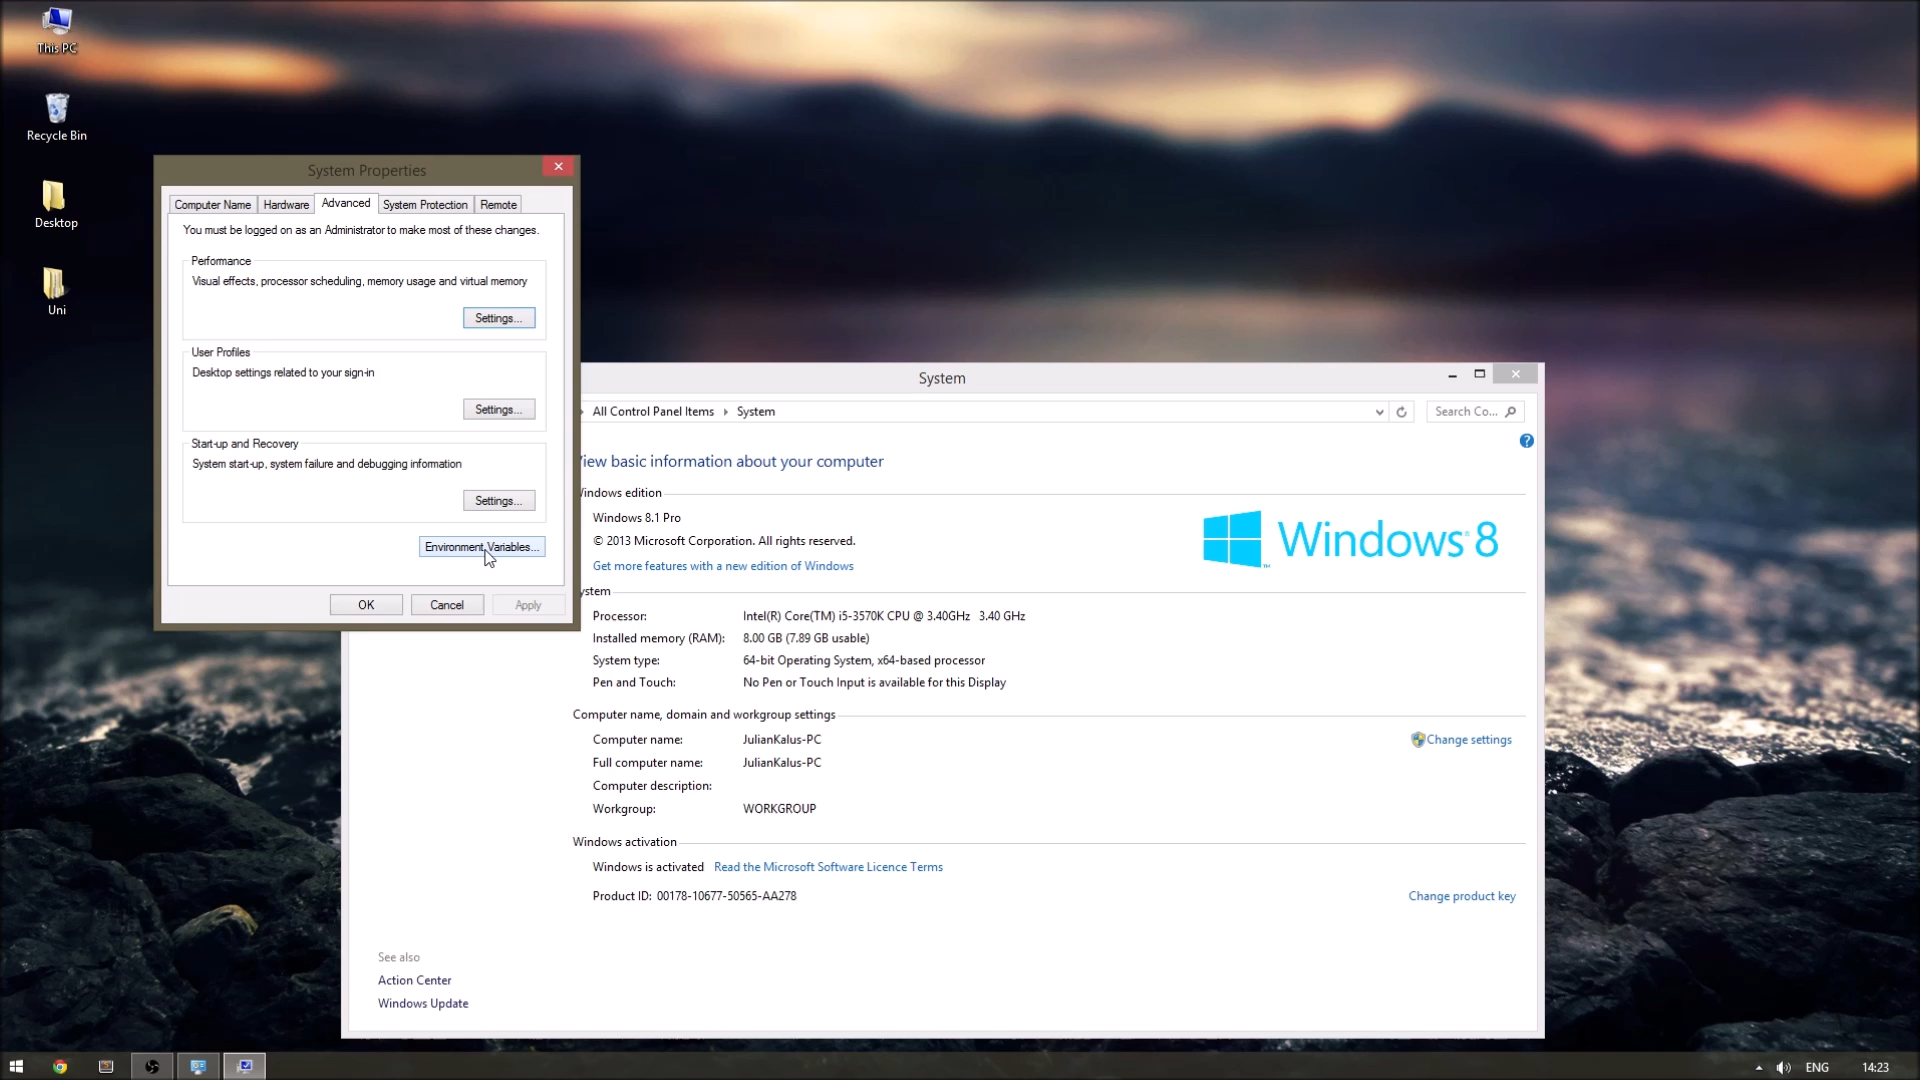 This PC
Recycle Bin
Desktop
Uni
System Properties
Computer Name
Hardware
Advanced
System Protection
Remote
You must be logged on as an Administrator to make most of these changes.
Performance
Visual effects, processor scheduling, memory usage and virtual memory
Settings...
User Profiles
Desktop settings related to your sign-in
Settings...
Start-up and Recovery
System start-up, system failure and debugging information
Settings...
Environment Variables...
OK
Cancel
Apply
System
All Control Panel Items
System
Search Co...
?
View basic information about your computer
Windows edition
Windows 8.1 Pro
© 2013 Microsoft Corporation. All rights reserved.
Get more features with a new edition of Windows
Windows 8
ystem
Processor: Intel(R) Core(TM) i5-3570K CPU @ 3.40GHz 3.40 GHz
Installed memory (RAM): 8.00 GB (7.89 GB usable)
System type: 64-bit Operating System, x64-based processor
Pen and Touch: No Pen or Touch Input is available for this Display
Computer name, domain and workgroup settings
Computer name: JulianKalus-PC
Change settings
Full computer name: JulianKalus-PC
Computer description:
Workgroup: WORKGROUP
Windows activation
Windows is activated Read the Microsoft Software Licence Terms
Product ID: 00178-10677-50565-AA278
Change product key
See also
Action Center
Windows Update
ENG
14:23